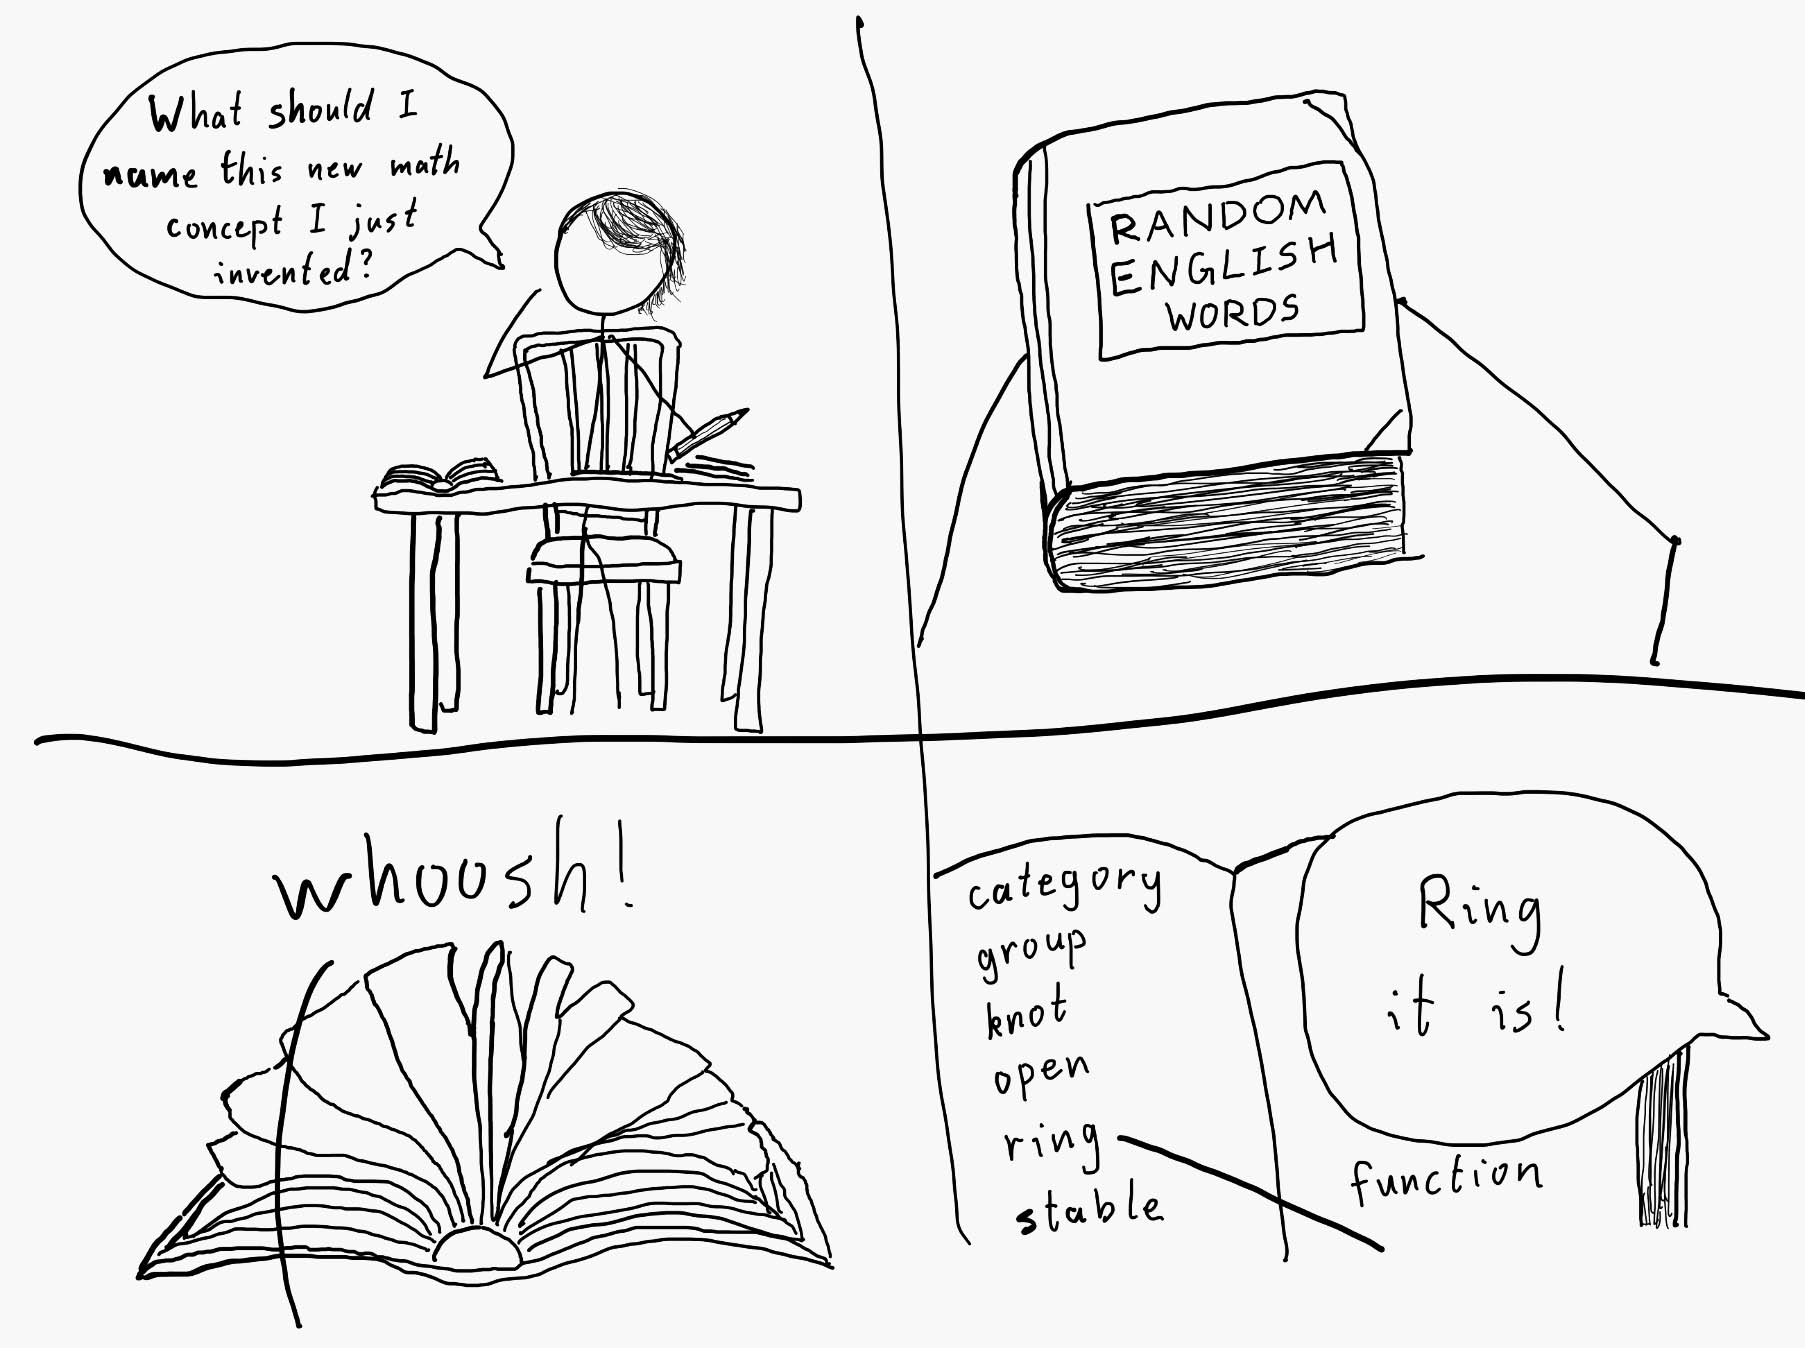 What should I
name this new math
concept I just
invented?
RANDOM
ENGLISH
WORDS
whoosh!
category
group
knot
open
ring
stable
Ring
it is!
function